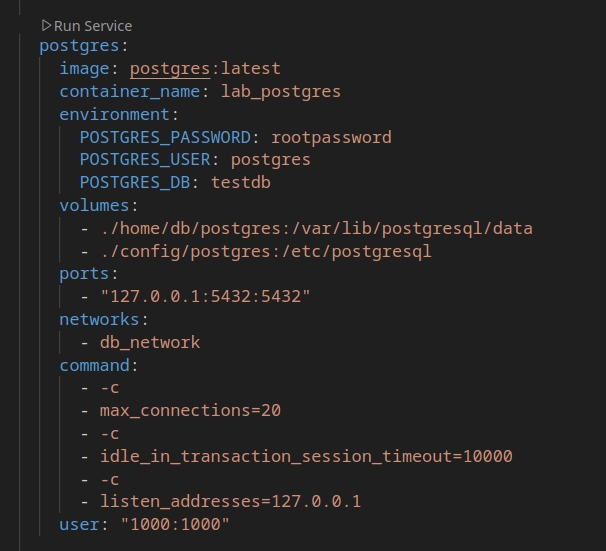 Run Service
postgres:
image: postgres:latest
container_name: lab_postgres
environment:
POSTGRES_PASSWORD: rootpassword
POSTGRES_USER: postgres
POSTGRES_DB: testdb
volumes:
- ./home/db/postgres:/var/lib/postgresql/data
- ./config/postgres:/etc/postgresql
ports:
- "127.0.0.1:5432:5432"
networks:
- db_network
command:
- -c
- max_connections=20
- -c
- idle_in_transaction_session_timeout=10000
- -c
- listen_addresses=127.0.0.1
user: "1000:1000"